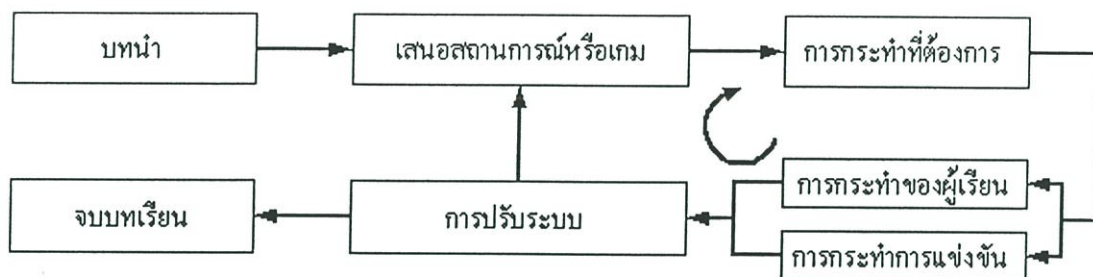 บทนำ
เสนอสถานการณ์หรือเกม
การกระทำที่ต้องการ
การกระทำของผู้เรียน
จบบทเรียน
การปรับระบบ
การกระทำการแข่งขัน